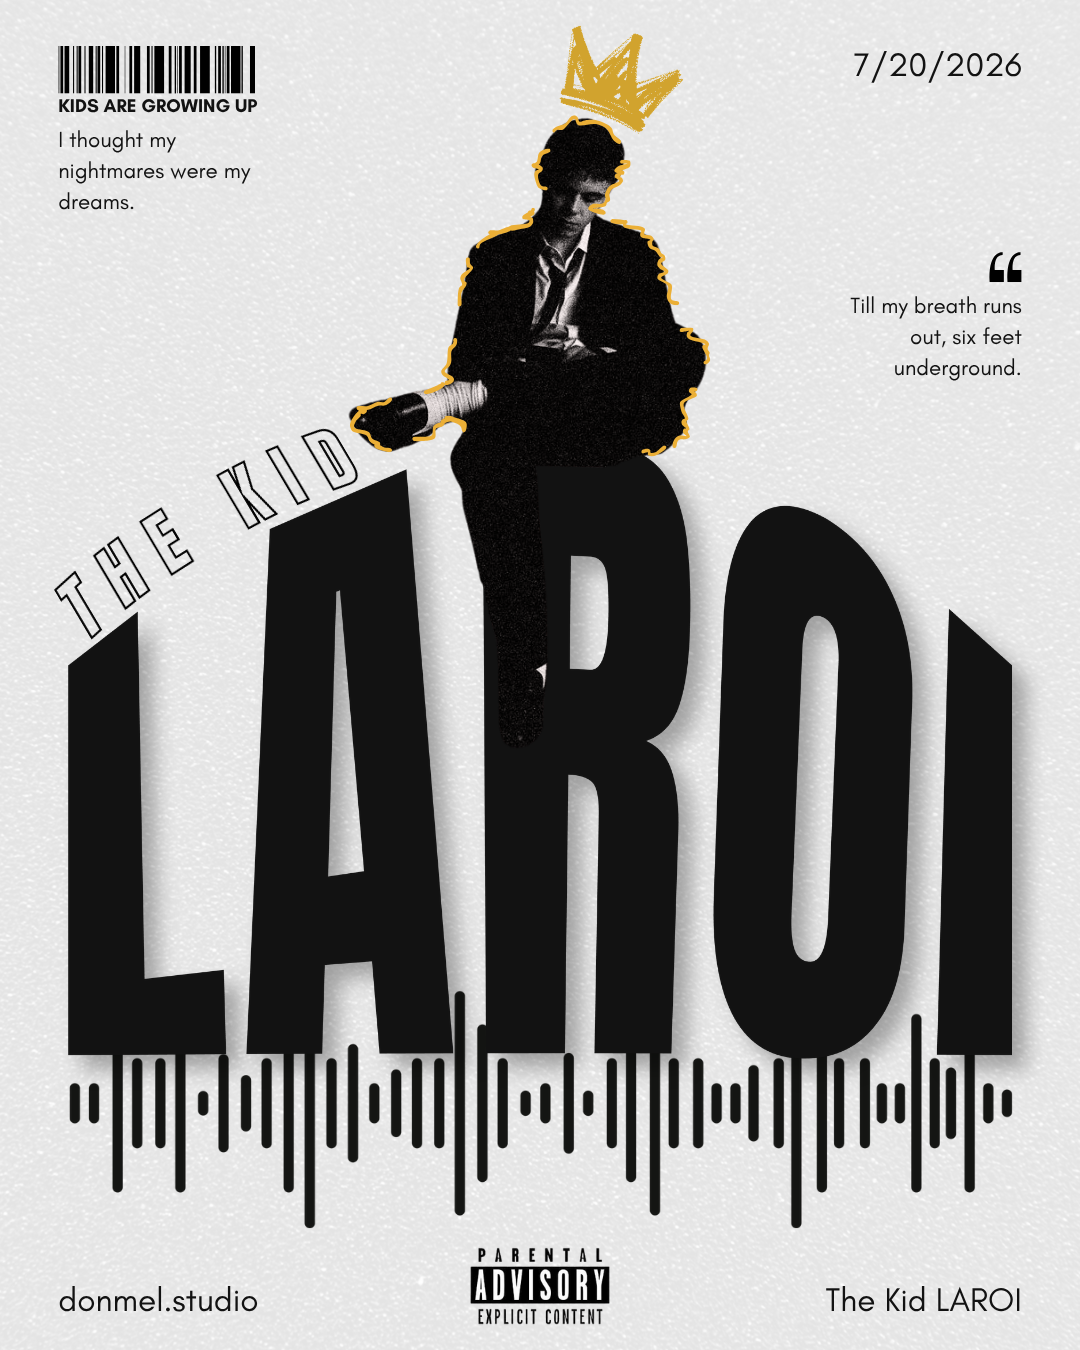 KIDS ARE GROWING UP
I thought my
nightmares were my
dreams.
7/20/2026
“
Till my breath runs
out, six feet
underground.
THE KID
LAROI
donmel.studio
PARENTAL
ADVISORY
EXPLICIT CONTENT
The Kid LAROI